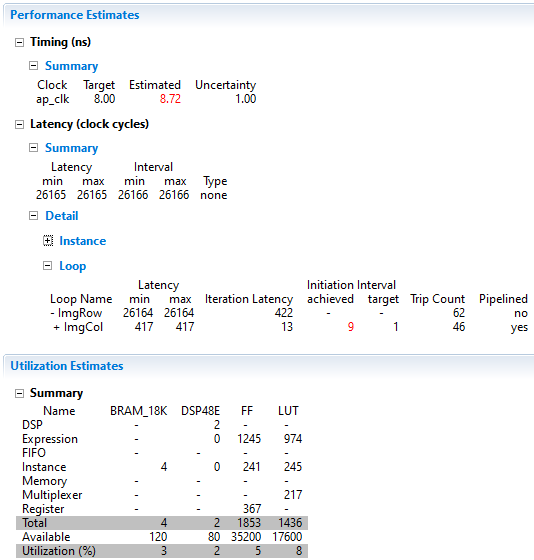 Performance Estimates
Timing (ns)
Summary
Clock Target Estimated Uncertainty
ap_clk 8.00 8.72 1.00
Latency (clock cycles)
Summary
Latency Interval
min max min max Type
26165 26165 26166 26166 none
Detail
Instance
Loop
Latency Initiation Interval
Loop Name min max Iteration Latency achieved target Trip Count Pipelined
- ImgRow 26164 26164 422 - - 62 no
+ ImgCol 417 417 13 9 1 46 yes
Utilization Estimates
Summary
Name BRAM_18K DSP48E FF LUT
DSP - 2 - -
Expression - 0 1245 974
FIFO - - - -
Instance 4 0 241 245
Memory - - - -
Multiplexer - - - 217
Register - - 367 -
Total 4 2 1853 1436
Available 120 80 35200 17600
Utilization (%) 3 2 5 8